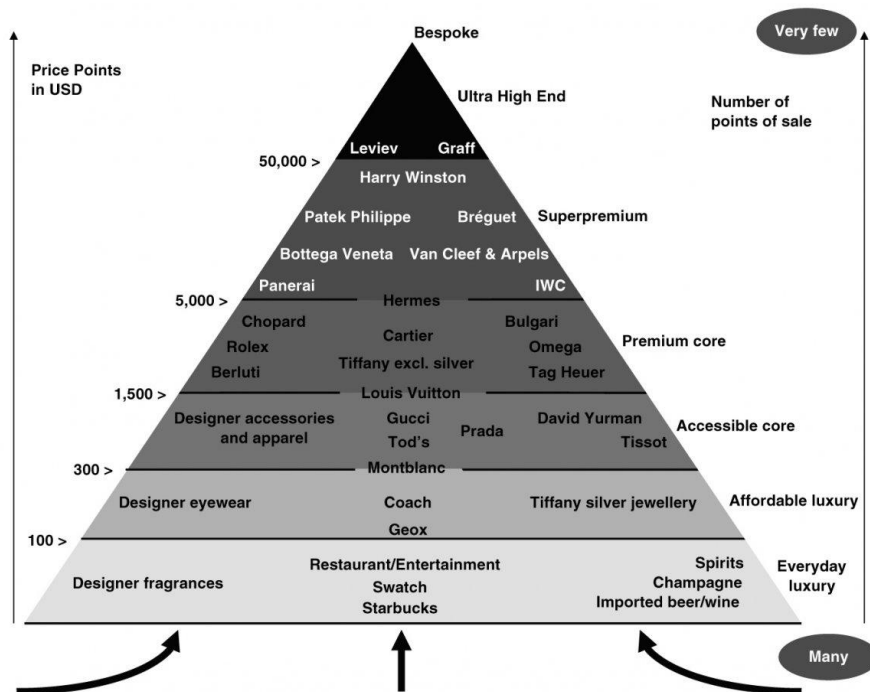 Bespoke
Very few
Price Points
in USD
Ultra High End
Number of
points of sale
Leviev Graff
50,000 >
Harry Winston
Patek Philippe Bréguet Superpremium
Bottega Veneta Van Cleef & Arpels
Panerai IWC
5,000 > Hermes
Chopard Bulgari
Cartier Premium core
Rolex Omega
Tiffany excl. silver
Berluti Tag Heuer
1,500 > Louis Vuitton
Designer accessories Gucci David Yurman
and apparel Prada Accessible core
Tod's Tissot
300 > Montblanc
Designer eyewear Coach Tiffany silver jewellery Affordable luxury
Geox
100 >
Restaurant/Entertainment Spirits Everyday
Designer fragrances Swatch Champagne luxury
Starbucks Imported beer/wine
Many